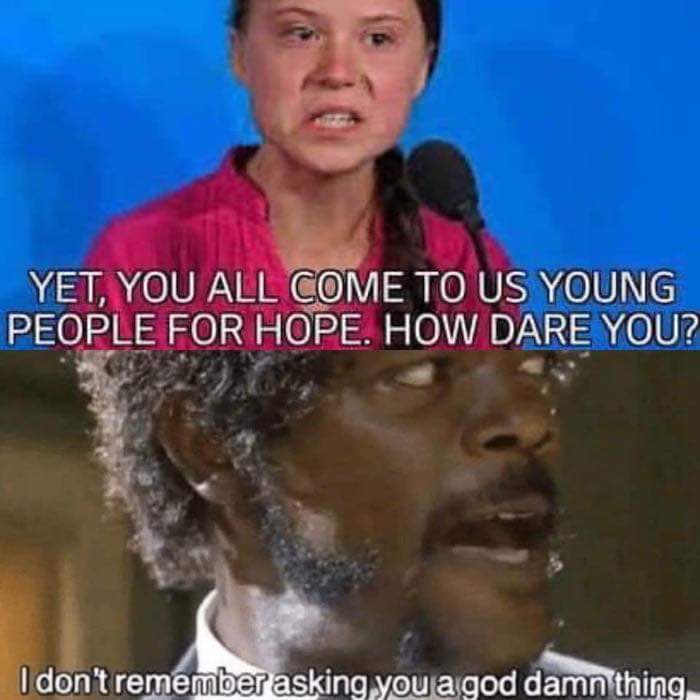 YET, YOU ALL COME TO US YOUNG
PEOPLE FOR HOPE. HOW DARE YOU?
I don't remember asking you a god damn thing